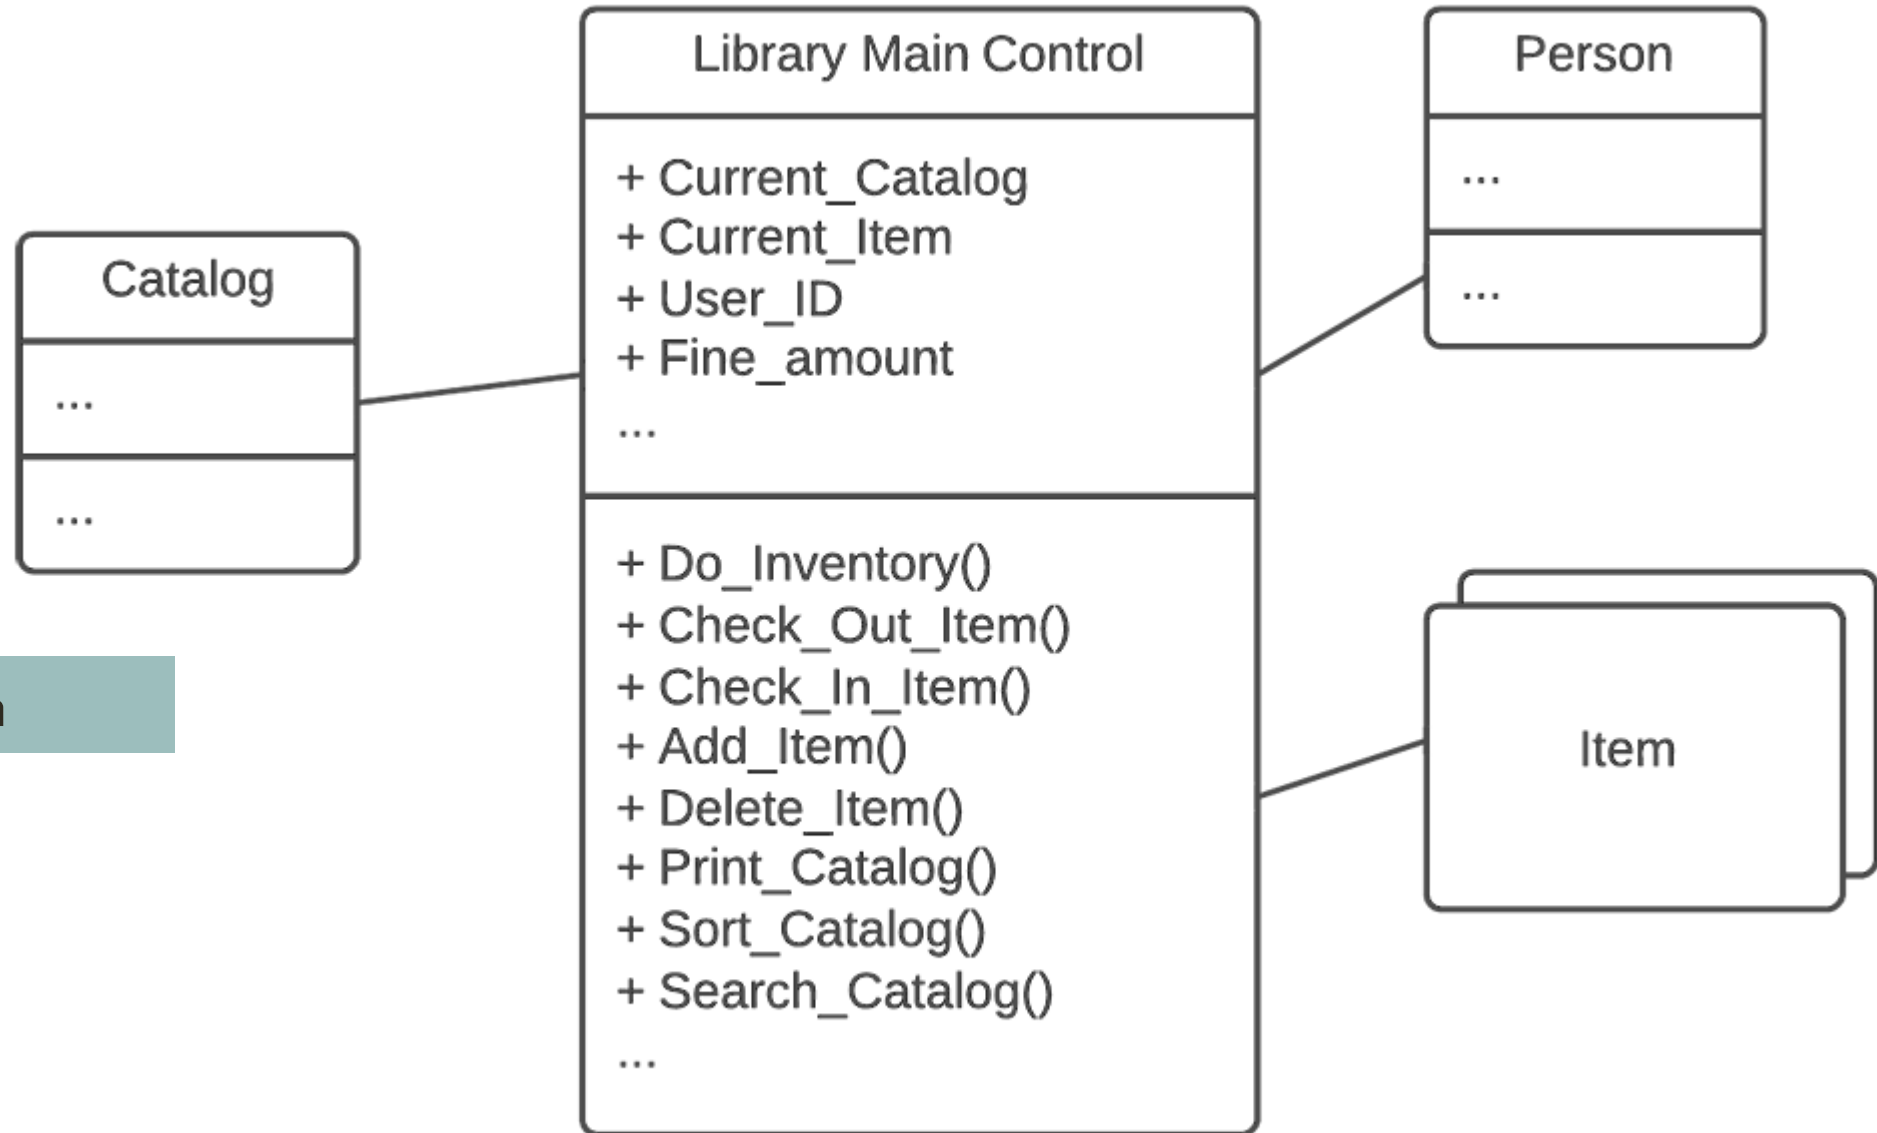 Library Main Control
+ Current_Catalog
+ Current_Item
+ User_ID
+ Fine_amount
...
+ Do_Inventory()
+ Check_Out_Item()
+ Check_In_Item()
+ Add_Item()
+ Delete_Item()
+ Print_Catalog()
+ Sort_Catalog()
+ Search_Catalog()
...
Catalog
...
...
Person
...
...
Item